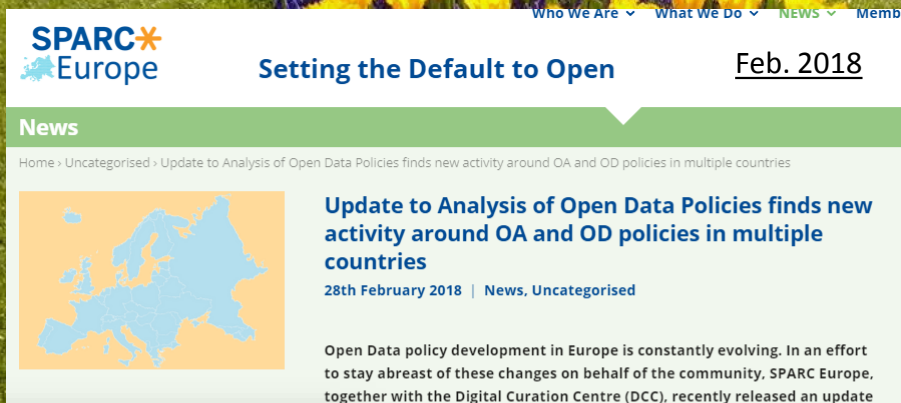 Who We Are What We Do NEWS Memb
SPARC
Europe
Setting the Default to Open
Feb. 2018
News
Home › Uncategorised › Update to Analysis of Open Data Policies finds new activity around OA and OD policies in multiple countries
Update to Analysis of Open Data Policies finds new
activity around OA and OD policies in multiple
countries
28th February 2018 | News, Uncategorised
Open Data policy development in Europe is constantly evolving. In an effort
to stay abreast of these changes on behalf of the community, SPARC Europe,
together with the Digital Curation Centre (DCC), recently released an update